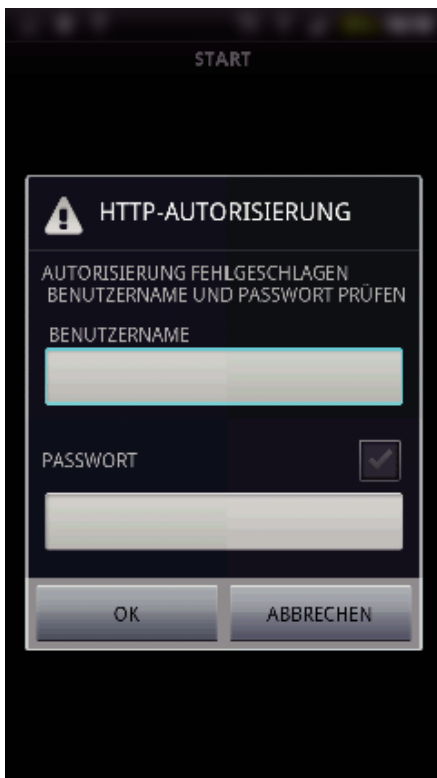 START
HTTP-AUTORISIERUNG
AUTORISIERUNG FEHLGESCHLAGEN
BENUTZERNAME UND PASSWORT PRÜFEN
BENUTZERNAME
PASSWORT
OK
ABBRECHEN